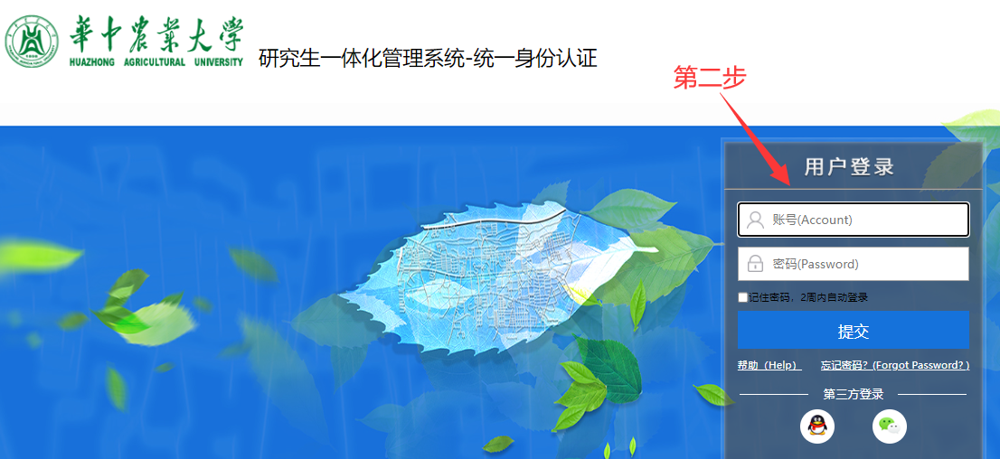 華中农業大学
HUAZHONG AGRICULTURAL UNIVERSITY
研究生一体化管理系统-统一身份认证
第二步
用户登录
账号(Account)
密码(Password)
记住密码，2周内自动登录
提交
帮助（Help）
忘记密码？(Forgot Password? )
第三方登录